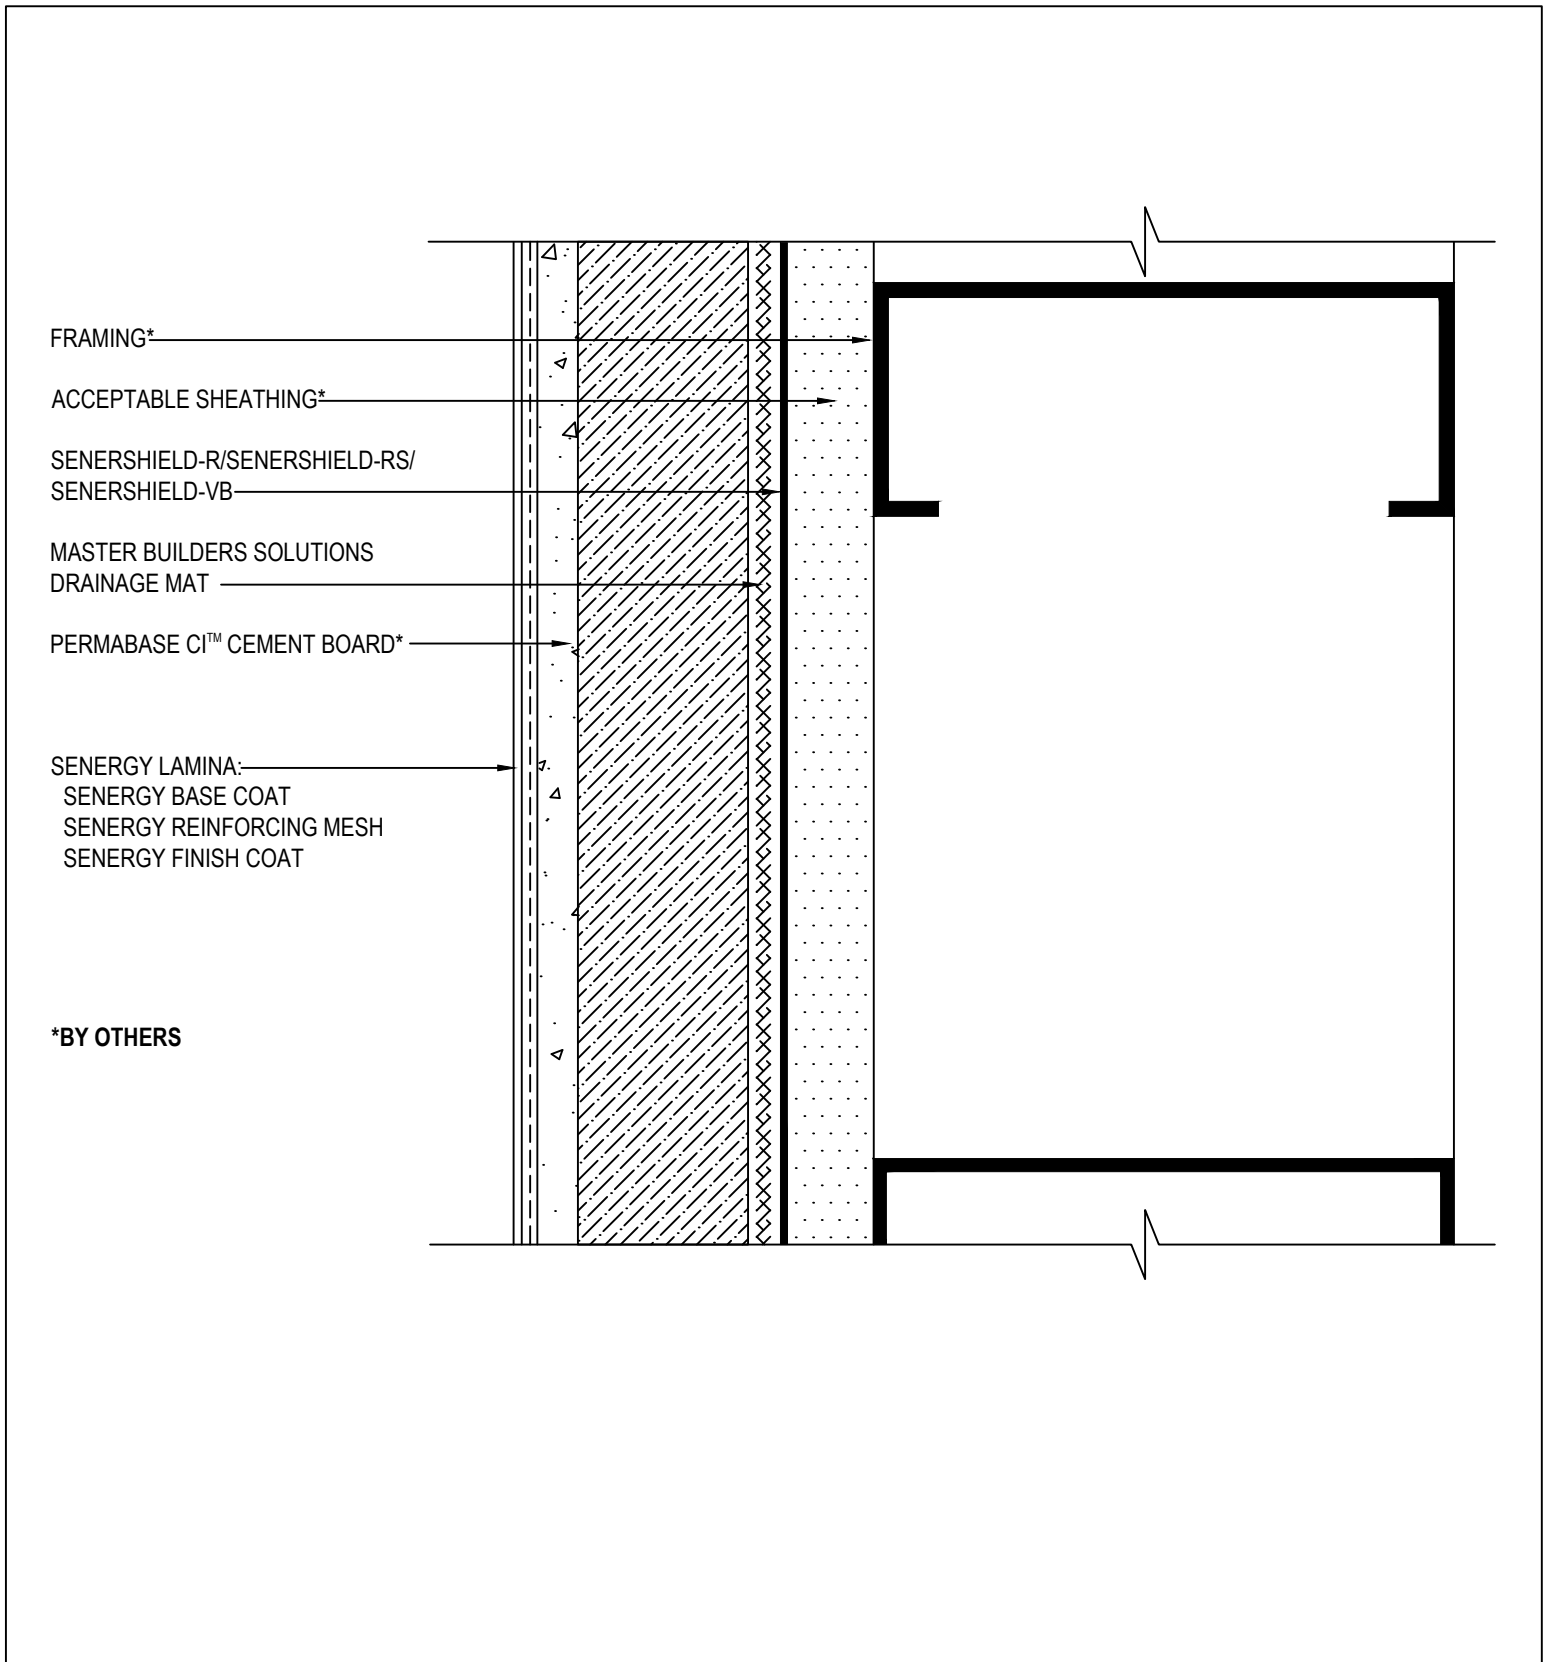 FRAMING*
ACCEPTABLE SHEATHING*
SENERSHIELD-R/SENERSHIELD-RS/
SENERSHIELD-VB
MASTER BUILDERS SOLUTIONS
DRAINAGE MAT
PERMABASE CI™ CEMENT BOARD*
SENERGY LAMINA:
SENERGY BASE COAT
SENERGY REINFORCING MESH
SENERGY FINISH COAT
*BY OTHERS